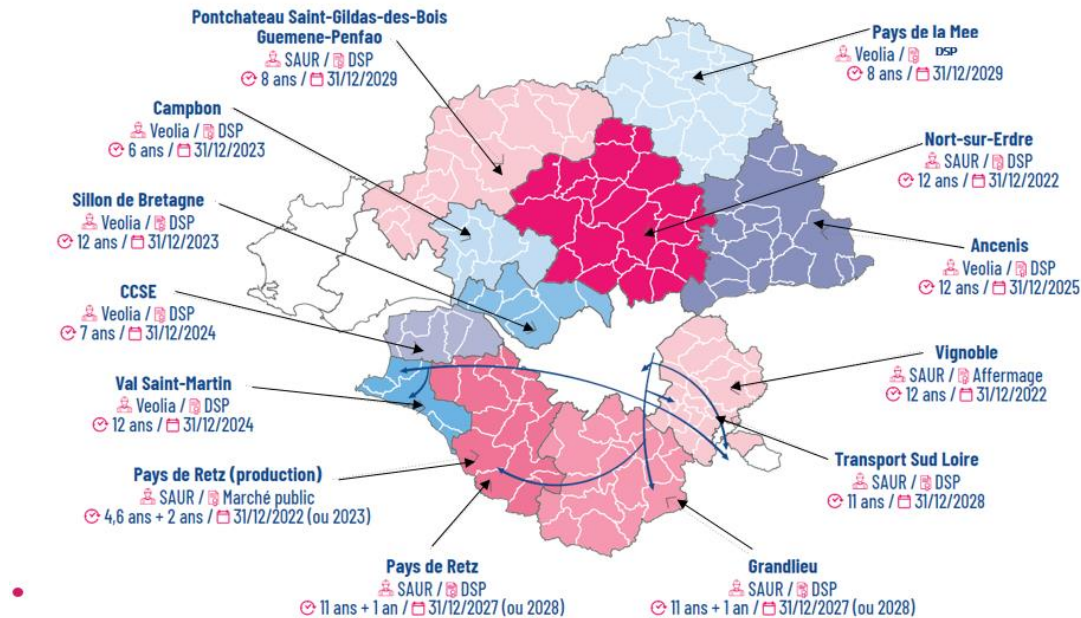 Pontchateau Saint-Gildas-des-Bois
Guemene-Penfao
SAUR / DSP
8 ans / 31/12/2029
Pays de la Mee
Veolia / DSP
8 ans / 31/12/2029
Campbon
Veolia / DSP
6 ans / 31/12/2023
Nort-sur-Erdre
SAUR / DSP
12 ans / 31/12/2022
Sillon de Bretagne
Veolia / DSP
12 ans / 31/12/2023
Ancenis
Veolia / DSP
12 ans / 31/12/2025
CCSE
Veolia / DSP
7 ans / 31/12/2024
Vignoble
SAUR / Affermage
12 ans / 31/12/2022
Val Saint-Martin
Veolia / DSP
12 ans / 31/12/2024
Transport Sud Loire
SAUR / DSP
11 ans / 31/12/2028
Pays de Retz (production)
SAUR / Marché public
4,6 ans + 2 ans / 31/12/2022 (ou 2023)
Pays de Retz
SAUR / DSP
11 ans + 1 an / 31/12/2027 (ou 2028)
Grandlieu
SAUR / DSP
11 ans + 1 an / 31/12/2027 (ou 2028)